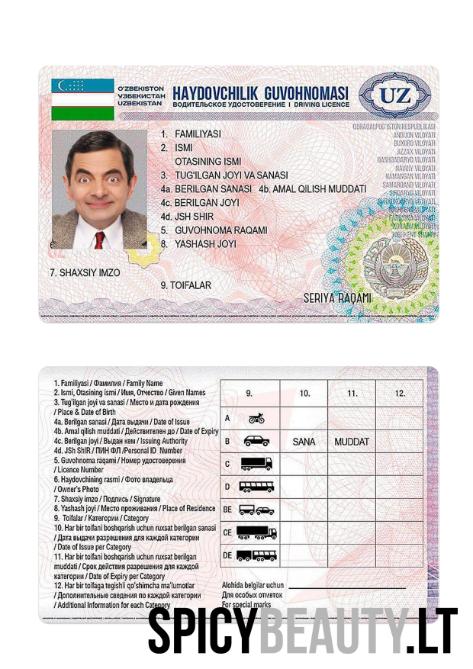 O'ZBEKISTON
ЎЗБЕКИСТАН
UZBEKISTAN
HAYDOVCHILIK GUVOHNOMASI
ВОДИТЕЛЬСКОЕ УДОСТОВЕРЕНИЕ I DRIVING LICENCE
UZ
1. FAMILIYASI
2. ISMI
OTASINING ISMI
3. TUG'ILGAN JOYI VA SANASI
4a. BERILGAN SANASI 4b. AMAL QILISH MUDDATI
4c. BERILGAN JOYI
4d. JSH SHIR
5. GUVOHNOMA RAQAMI
8. YASHASH JOYI
7. SHAXSIY IMZO
9. TOIFALAR
SERIYA RAQAMI
1. Familiyasi / Фамилия / Family Name
2. Ismi, Otasining ismi / Имя, Отчество / Given Names
3. Tug'ilgan joyi va sanasi / Место и дата рождения
/ Place & Date of Birth
4a. Berilgan sanasi / Дата выдачи / Date of Issue
4b. Amal qilish muddati / Действителен до / Date of Expiry
4c. Berilgan joyi / Выдан кем / Issuing Authority
4d. JSh ShIR / ПИН ФЛ /Personal ID Number
5. Guvohnoma raqami / Номер удостоверения
/ Licence Number
6. Haydovchining rasmi / Фото владельца
/ Owner's Photo
7. Shaxsiy imzo / Подпись / Signature
8. Yashash joyi / Место проживания / Place of Residence
9. Toifalar / Категории / Category
10. Har bir toifani boshqarish uchun ruxsat berilgan sanasi
/ Дата выдачи разрешения для каждой категории
/ Date of Issue per Category
11. Har bir toifani boshqarish uchun ruxsat berilgan
muddati / Срок действия разрешения для каждой
категории / Date of Expiry per Category
12. Har bir toifaga tegishli qo'shimcha ma'lumotlar
/ Дополнительные сведения по каждой категории
/ Additional Information for each Category
9. 10. 11. 12.
A
B SANA MUDDAT
C
D
BE
CE
DE
Alohida belgilar uchun
Для особых отметок
For special marks
SPICYBEAUTY.LT